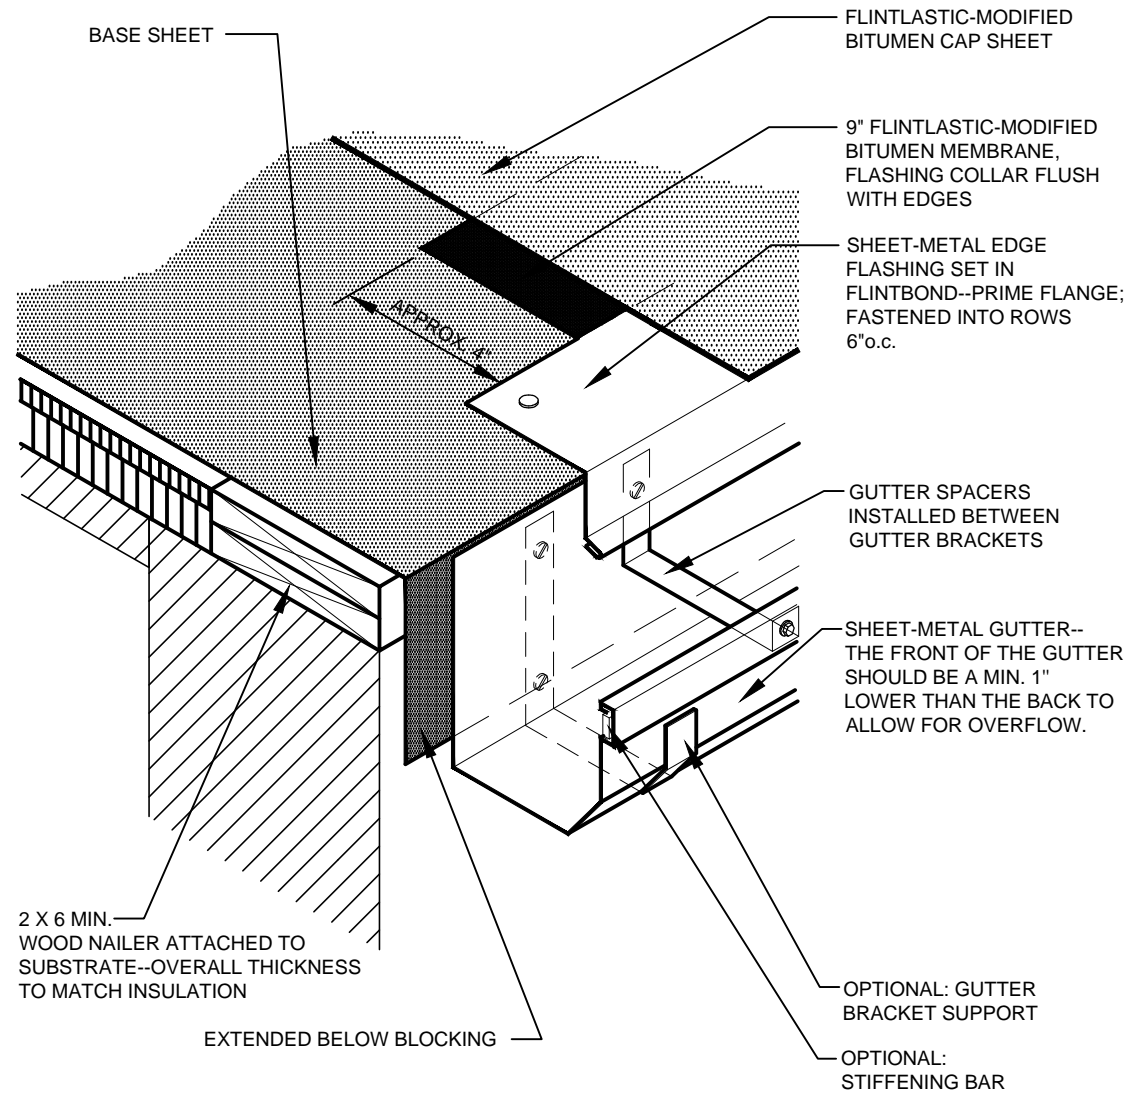 BASE SHEET
FLINTLASTIC-MODIFIED
BITUMEN CAP SHEET
9" FLINTLASTIC-MODIFIED
BITUMEN MEMBRANE,
FLASHING COLLAR FLUSH
WITH EDGES
SHEET-METAL EDGE
FLASHING SET IN
FLINTBOND--PRIME FLANGE;
FASTENED INTO ROWS
6"o.c.
APPROX. 4"
GUTTER SPACERS
INSTALLED BETWEEN
GUTTER BRACKETS
SHEET-METAL GUTTER--
THE FRONT OF THE GUTTER
SHOULD BE A MIN. 1"
LOWER THAN THE BACK TO
ALLOW FOR OVERFLOW.
2 X 6 MIN.
WOOD NAILER ATTACHED TO
SUBSTRATE--OVERALL THICKNESS
TO MATCH INSULATION
EXTENDED BELOW BLOCKING
OPTIONAL: GUTTER
BRACKET SUPPORT
OPTIONAL:
STIFFENING BAR